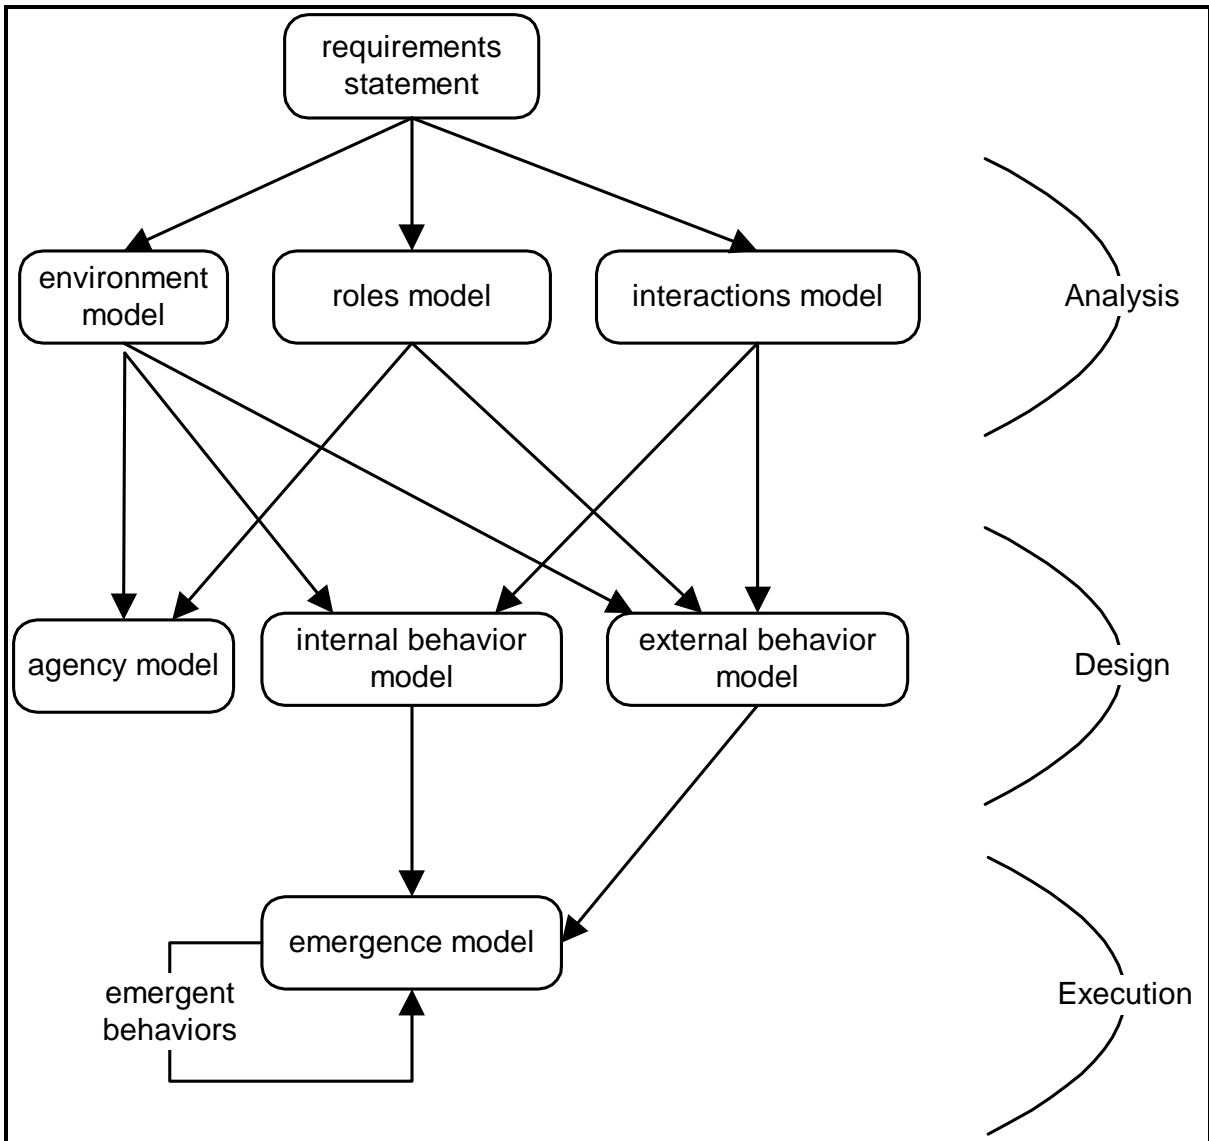 requirements
statement
environment
model
roles model
interactions model
Analysis
agency model
internal behavior
model
external behavior
model
Design
emergence model
emergent
behaviors
Execution